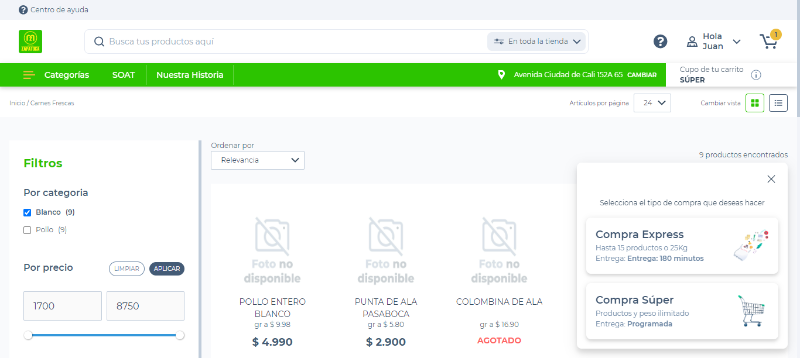 Centro de ayuda
Busca tus productos aquí
En toda la tienda
Hola
Juan
1
Categorías
SOAT
Nuestra Historia
Avenida Ciudad de Cali 152A 65 CAMBIAR
Cupo de tu carrito
SÚPER
Inicio / Carnes Frescas
Artículos por página
24
Cambiar vista
Filtros
Por categoria
Blanco (9)
Pollo (9)
Por precio
LIMPIAR
APLICAR
1700
8750
Ordenar por
Relevancia
9 productos encontrados
Foto no
disponible
POLLO ENTERO
BLANCO
gr a $ 9.98
$ 4.990
Foto no
disponible
PUNTA DE ALA
PASABOCA
gr a $ 5.80
$ 2.900
Foto no
disponible
COLOMBINA DE ALA
gr a $ 16.90
AGOTADO
Selecciona el tipo de compra que deseas hacer
Compra Express
Hasta 15 productos o 25Kg
Entrega: Entrega: 180 minutos
Compra Súper
Productos y peso ilimitado
Entrega: Programada